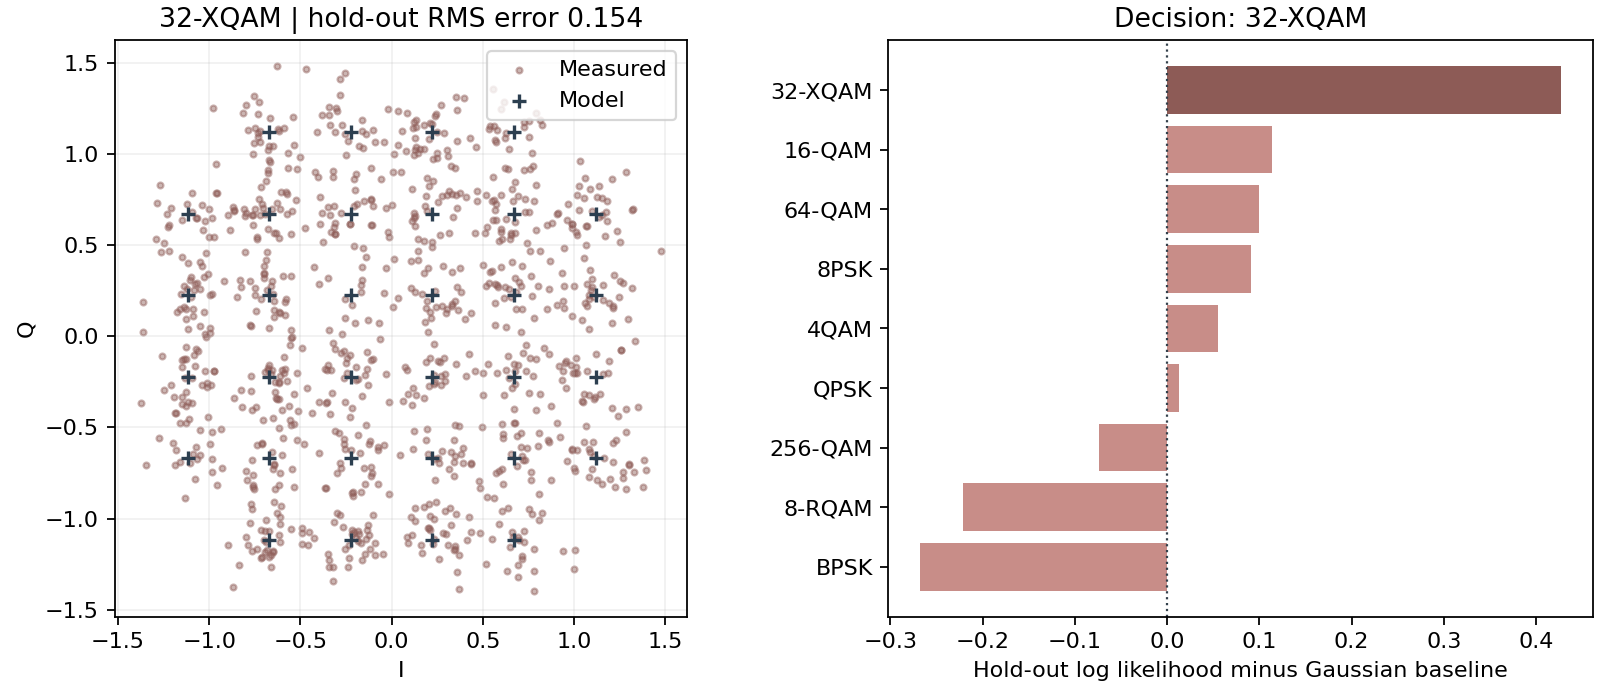 32-XQAM | hold-out RMS error 0.154
Measured
Model
1.5
1.0
0.5
0.0
−0.5
−1.0
−1.5
Q
−1.5
−1.0
−0.5
0.0
0.5
1.0
1.5
I
Decision: 32-XQAM
32-XQAM
16-QAM
64-QAM
8PSK
4QAM
QPSK
256-QAM
8-RQAM
BPSK
−0.3
−0.2
−0.1
0.0
0.1
0.2
0.3
0.4
Hold-out log likelihood minus Gaussian baseline